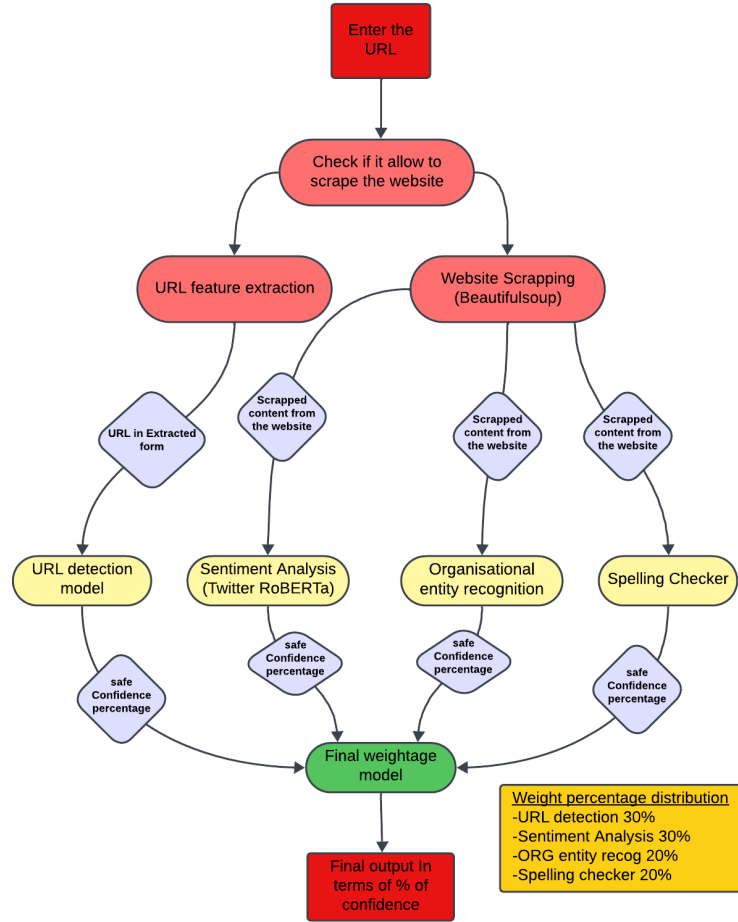 Enter the
URL
Check if it allow to
scrape the website
URL feature extraction
Website Scrapping
(Beautifulsoup)
URL in Extracted
form
Scrapped
content from
the website
Scrapped
content from
the website
Scrapped
content from
the website
URL detection
model
Sentiment Analysis
(Twitter RoBERTa)
Organisational
entity recognition
Spelling Checker
safe
Confidence
percentage
safe
Confidence
percentage
safe
Confidence
percentage
safe
Confidence
percentage
Final weightage
model
Final output In
terms of % of
confidence
Weight percentage distribution
-URL detection 30%
-Sentiment Analysis 30%
-ORG entity recog 20%
-Spelling checker 20%